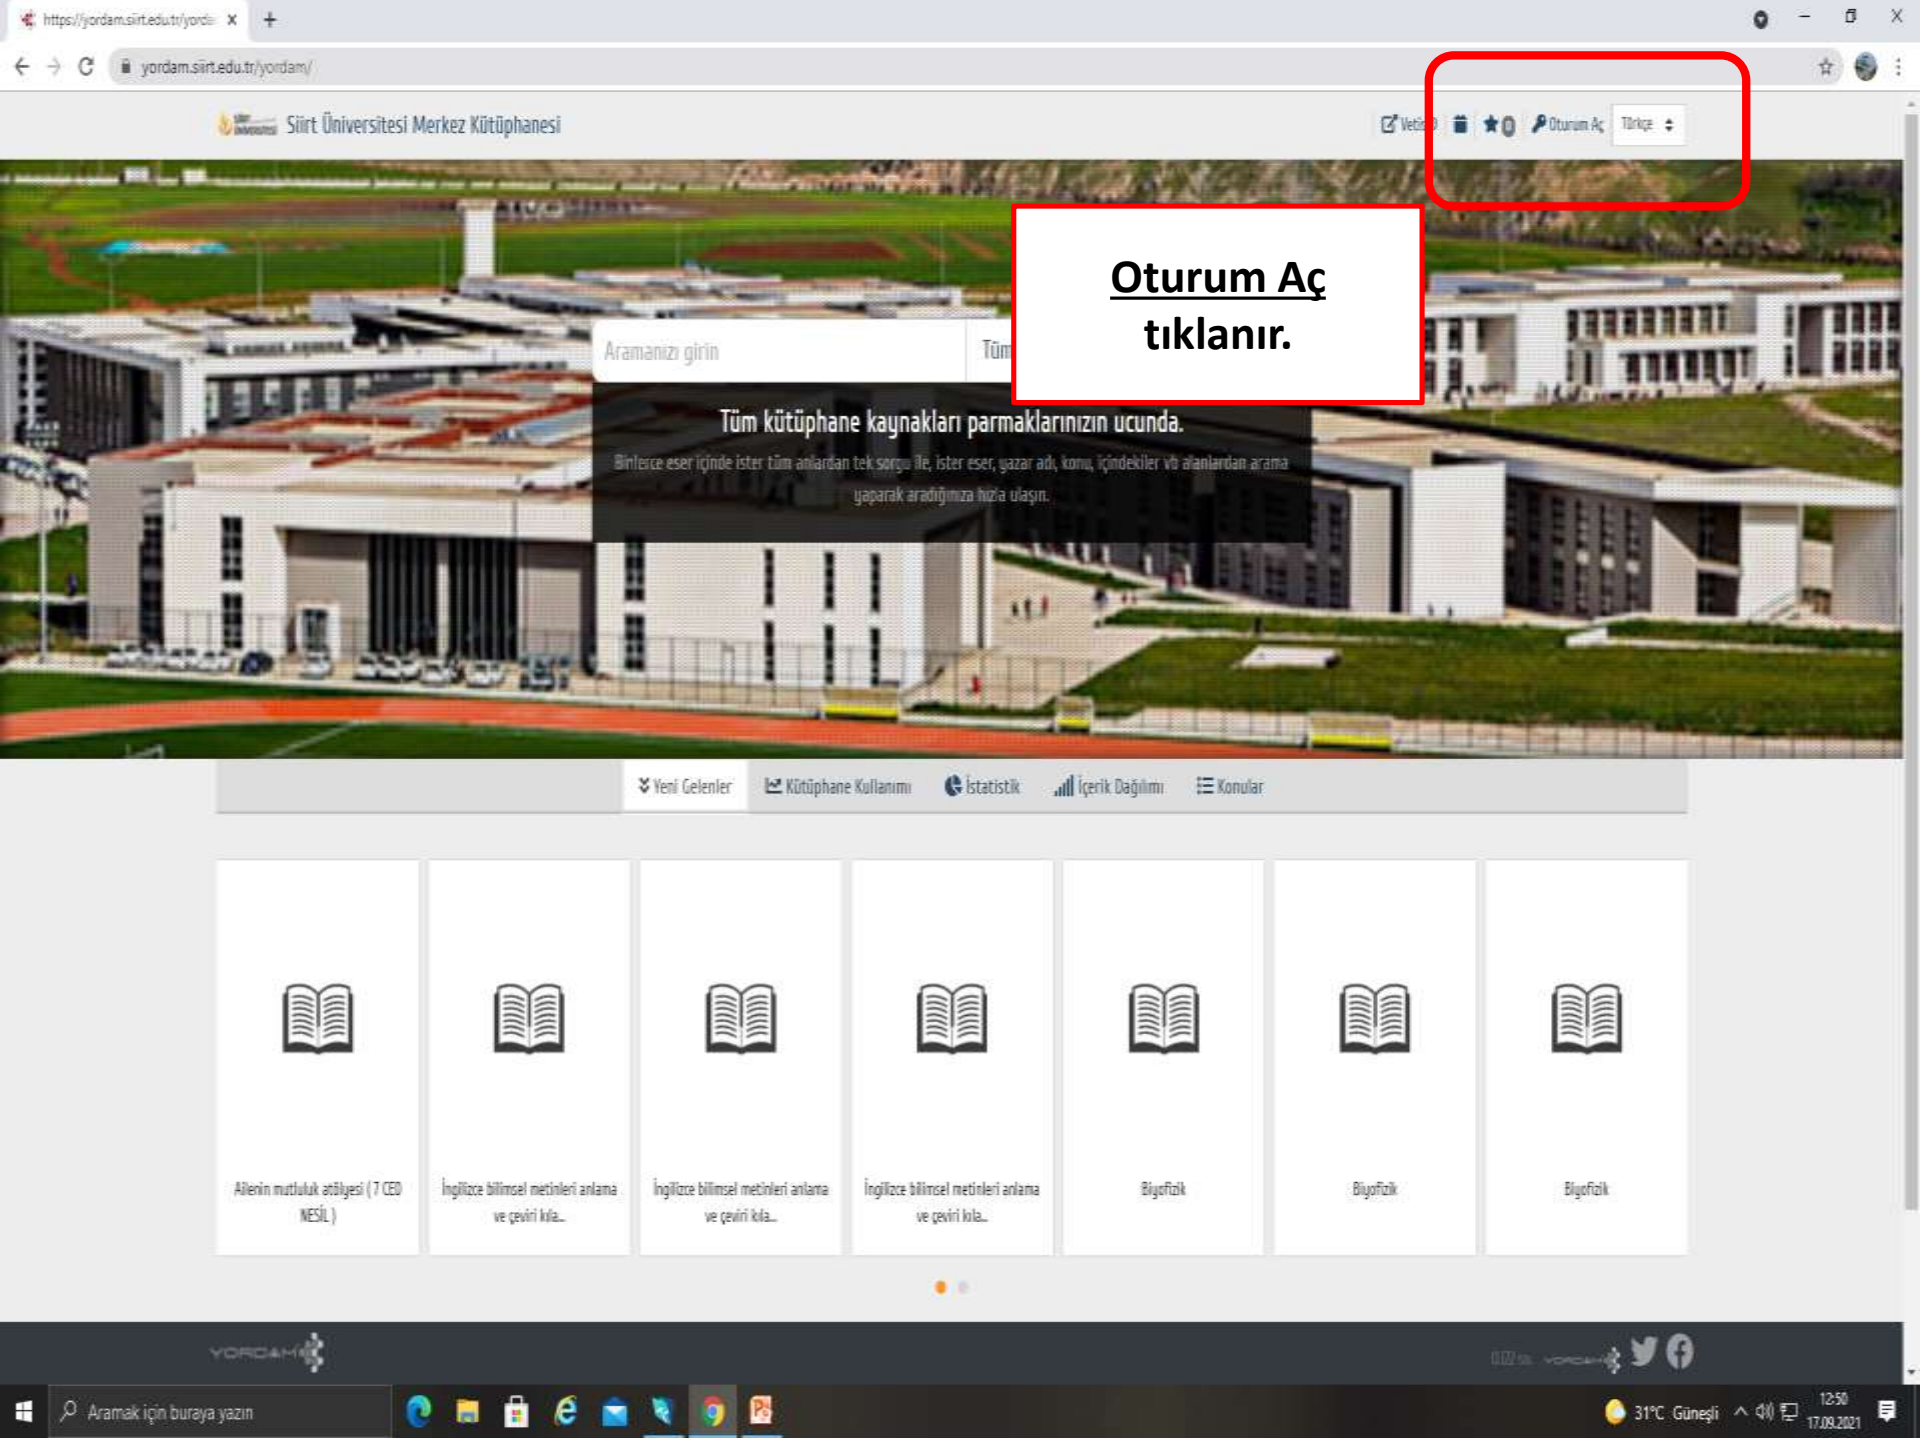 https://yordam.siirt.edu.tr/yorda
yordam.siirt.edu.tr/yordam/
Siirt Üniversitesi Merkez Kütüphanesi
Oturum Aç
Türkçe
Oturum Aç
tıklanır.
Aramanızı girin
Tüm
Tüm kütüphane kaynakları parmaklarınızın ucunda.
Binlerce eser içinde ister tüm anlardan tek sorgu ile, ister eser, yazar adı, konu, içindekiler vb alanlardan arama
yaparak aradığınıza hızla ulaşın.
Yeni Gelenler
Kütüphane Kullanımı
İstatistik
İçerik Dağılımı
Konular
Ailenin mutluluk atölyesi ( 7 CED
NESİL )
İngilizce bilimsel metinleri anlama
ve çeviri kıla...
İngilizce bilimsel metinleri anlama
ve çeviri kıla...
İngilizce bilimsel metinleri anlama
ve çeviri kıla...
Biyofizik
Biyofizik
Biyofizik
YORDAM
YORDAM
Aramak için buraya yazın
31°C Güneşli
12:50
17.09.2021